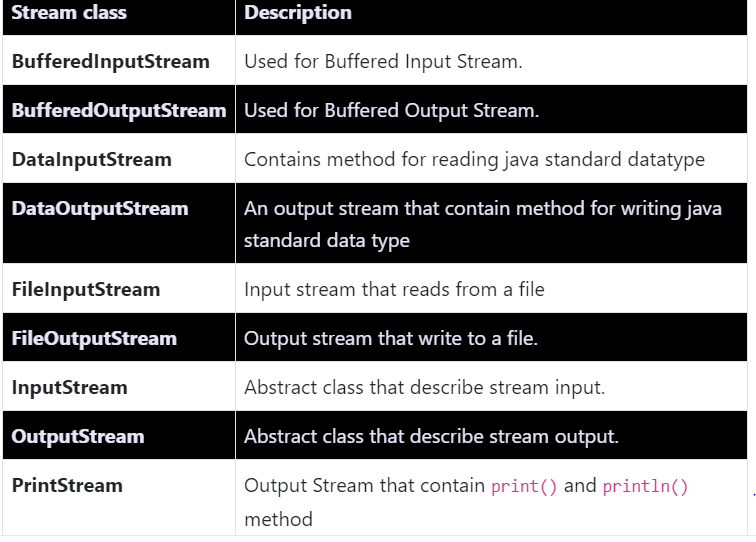 Stream class Description
BufferedInputStream Used for Buffered Input Stream.
BufferedOutputStream Used for Buffered Output Stream.
DataInputStream Contains method for reading java standard datatype
DataOutputStream An output stream that contain method for writing java
standard data type
FileInputStream Input stream that reads from a file
FileOutputStream Output stream that write to a file.
InputStream Abstract class that describe stream input.
OutputStream Abstract class that describe stream output.
PrintStream Output Stream that contain print() and println()
method